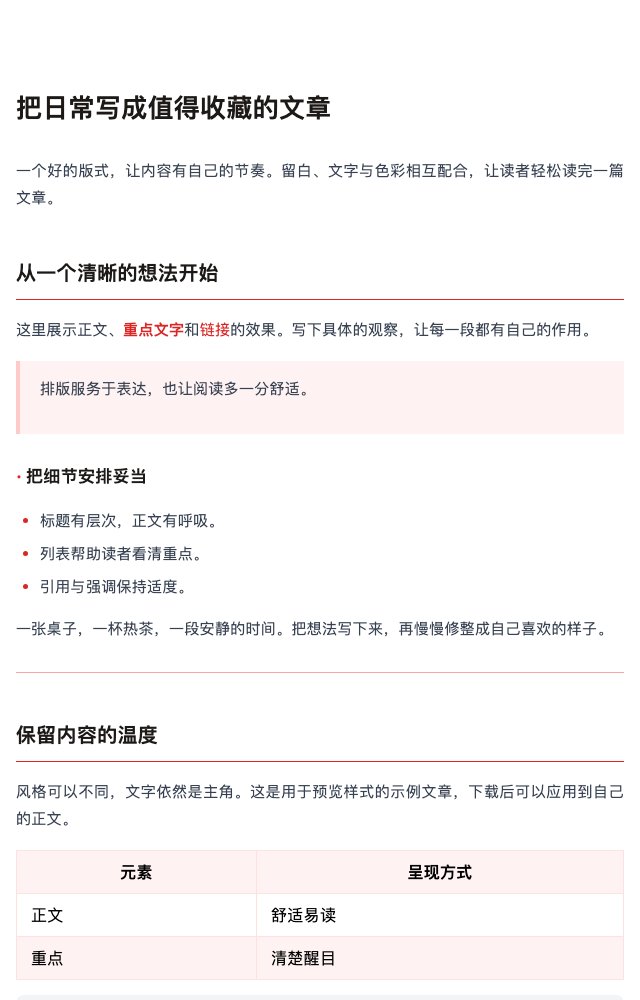 把日常写成值得收藏的文章
一个好的版式，让内容有自己的节奏。留白、文字与色彩相互配合，让读者轻松读完一篇
文章。
从一个清晰的想法开始
这里展示正文、重点文字和链接的效果。写下具体的观察，让每一段都有自己的作用。
排版服务于表达，也让阅读多一分舒适。
· 把细节安排妥当
• 标题有层次，正文有呼吸。
• 列表帮助读者看清重点。
• 引用与强调保持适度。
一张桌子，一杯热茶，一段安静的时间。把想法写下来，再慢慢修整成自己喜欢的样子。
保留内容的温度
风格可以不同，文字依然是主角。这是用于预览样式的示例文章，下载后可以应用到自己
的正文。
元素 呈现方式
正文 舒适易读
重点 清楚醒目